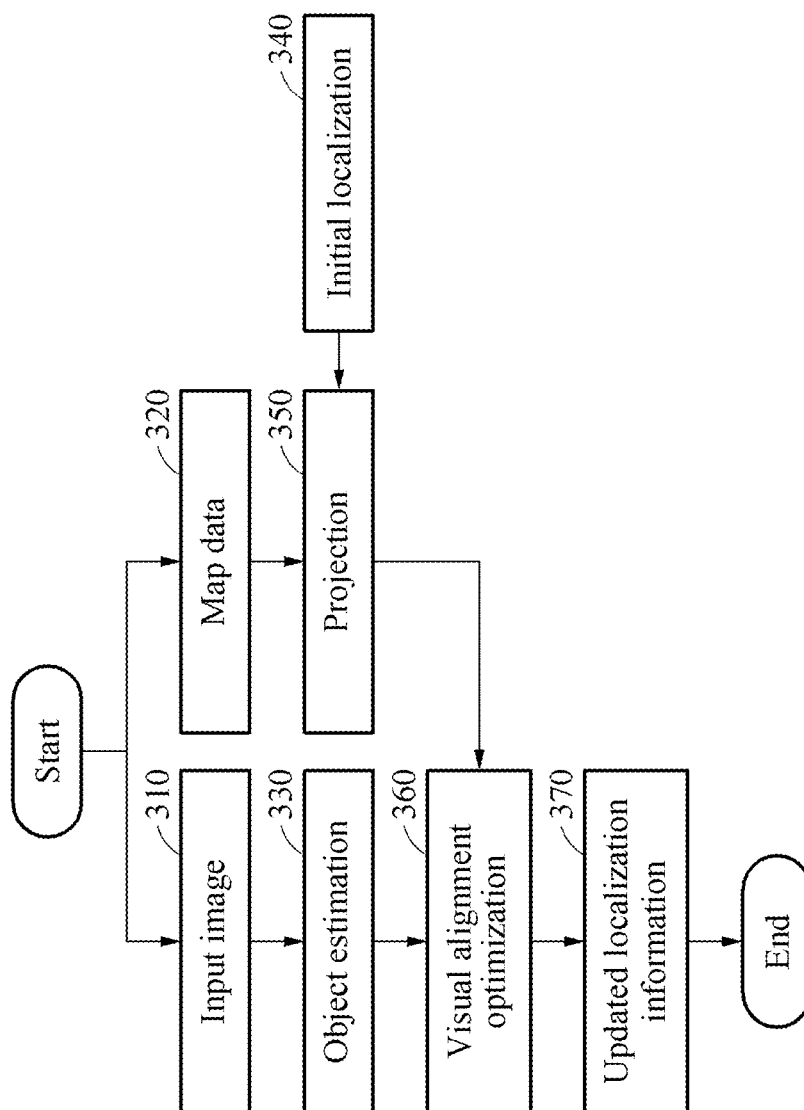 Start
310
Input image
320
Map data
330
Object estimation
350
Projection
340
Initial localization
360
Visual alignment
optimization
370
Updated localization
information
End